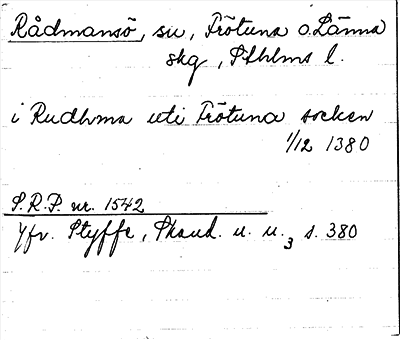 Rådmansö, sn, Frötuna o. Länna
skg, Sthlms l.
i Rudhma uti Frötuna socken
1/12 1380
S.R.P. nr. 1542
Jfr. Styffe, Skand. u. u.3 s. 380